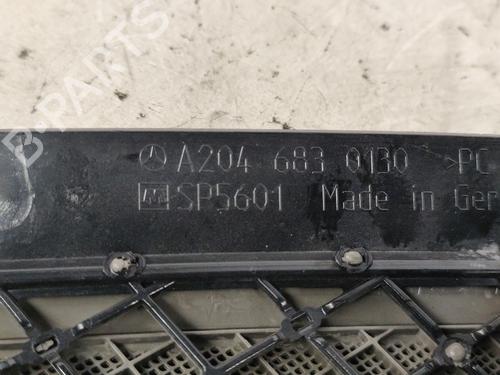 B-PARTS
A204 683 0130 >PC
SP5601 Made in Ger